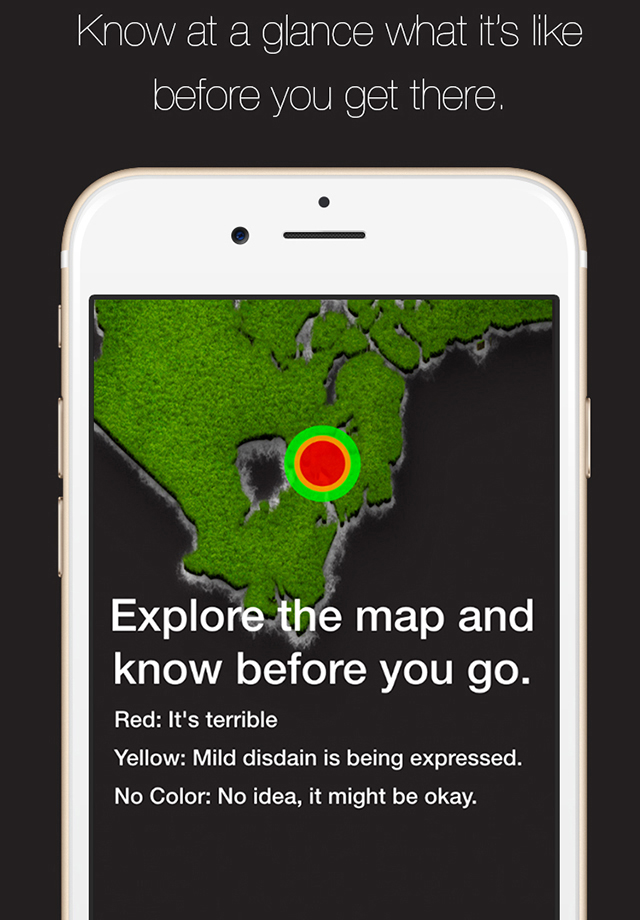 Know at a glance what it's like
before you get there.
Explore the map and
know before you go.
Red: It's terrible
Yellow: Mild disdain is being expressed.
No Color: No idea, it might be okay.